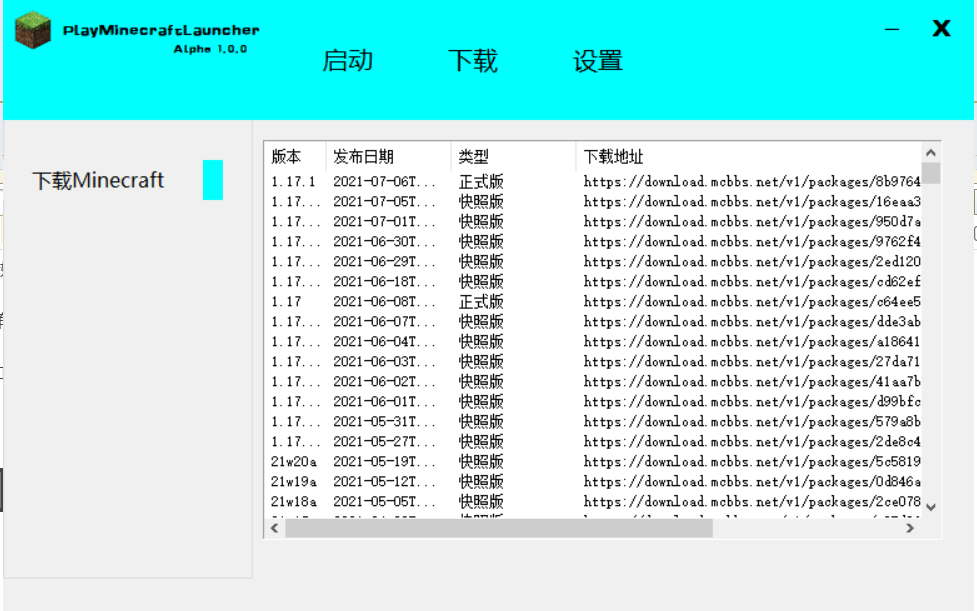 PlayMinecraftLauncher
Alpha 1.0.0
启动 下载 设置
下载Minecraft
版本 发布日期 类型 下载地址
1.17.1 2021-07-06T... 正式版 https://download.mcbbs.net/v1/packages/8b9764
1.17... 2021-07-05T... 快照版 https://download.mcbbs.net/v1/packages/16eaa3
1.17... 2021-07-01T... 快照版 https://download.mcbbs.net/v1/packages/950d7a
1.17... 2021-06-30T... 快照版 https://download.mcbbs.net/v1/packages/9762f4
1.17... 2021-06-29T... 快照版 https://download.mcbbs.net/v1/packages/2ed120
1.17... 2021-06-18T... 快照版 https://download.mcbbs.net/v1/packages/cd62ef
1.17 2021-06-08T... 正式版 https://download.mcbbs.net/v1/packages/c64ee5
1.17... 2021-06-07T... 快照版 https://download.mcbbs.net/v1/packages/dde3ab
1.17... 2021-06-04T... 快照版 https://download.mcbbs.net/v1/packages/a18641
1.17... 2021-06-03T... 快照版 https://download.mcbbs.net/v1/packages/27da71
1.17... 2021-06-02T... 快照版 https://download.mcbbs.net/v1/packages/41aa7b
1.17... 2021-06-01T... 快照版 https://download.mcbbs.net/v1/packages/d99bfc
1.17... 2021-05-31T... 快照版 https://download.mcbbs.net/v1/packages/579a8b
1.17... 2021-05-27T... 快照版 https://download.mcbbs.net/v1/packages/2de8c4
21w20a 2021-05-19T... 快照版 https://download.mcbbs.net/v1/packages/5c5819
21w19a 2021-05-12T... 快照版 https://download.mcbbs.net/v1/packages/0d846a
21w18a 2021-05-05T... 快照版 https://download.mcbbs.net/v1/packages/2ce078